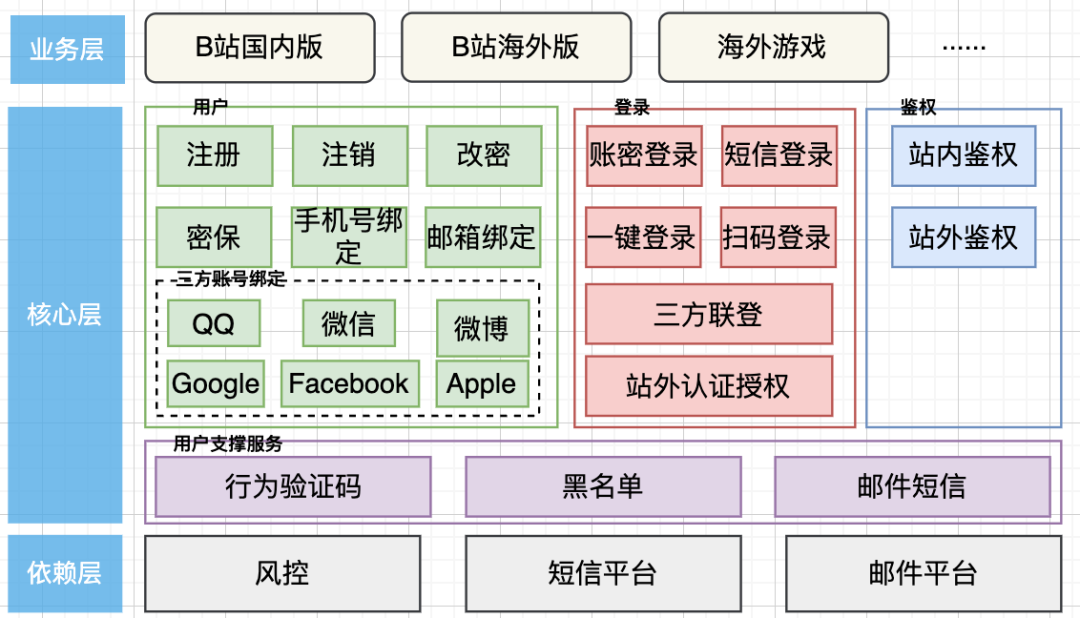 业务层
B站国内版
B站海外版
海外游戏
······
核心层
用户
注册
注销
改密
密保
手机号绑
定
邮箱绑定
三方账号绑定
QQ
微信
微博
Google
Facebook
Apple
登录
账密登录
短信登录
一键登录
扫码登录
三方联登
站外认证授权
鉴权
站内鉴权
站外鉴权
用户支撑服务
行为验证码
黑名单
邮件短信
依赖层
风控
短信平台
邮件平台